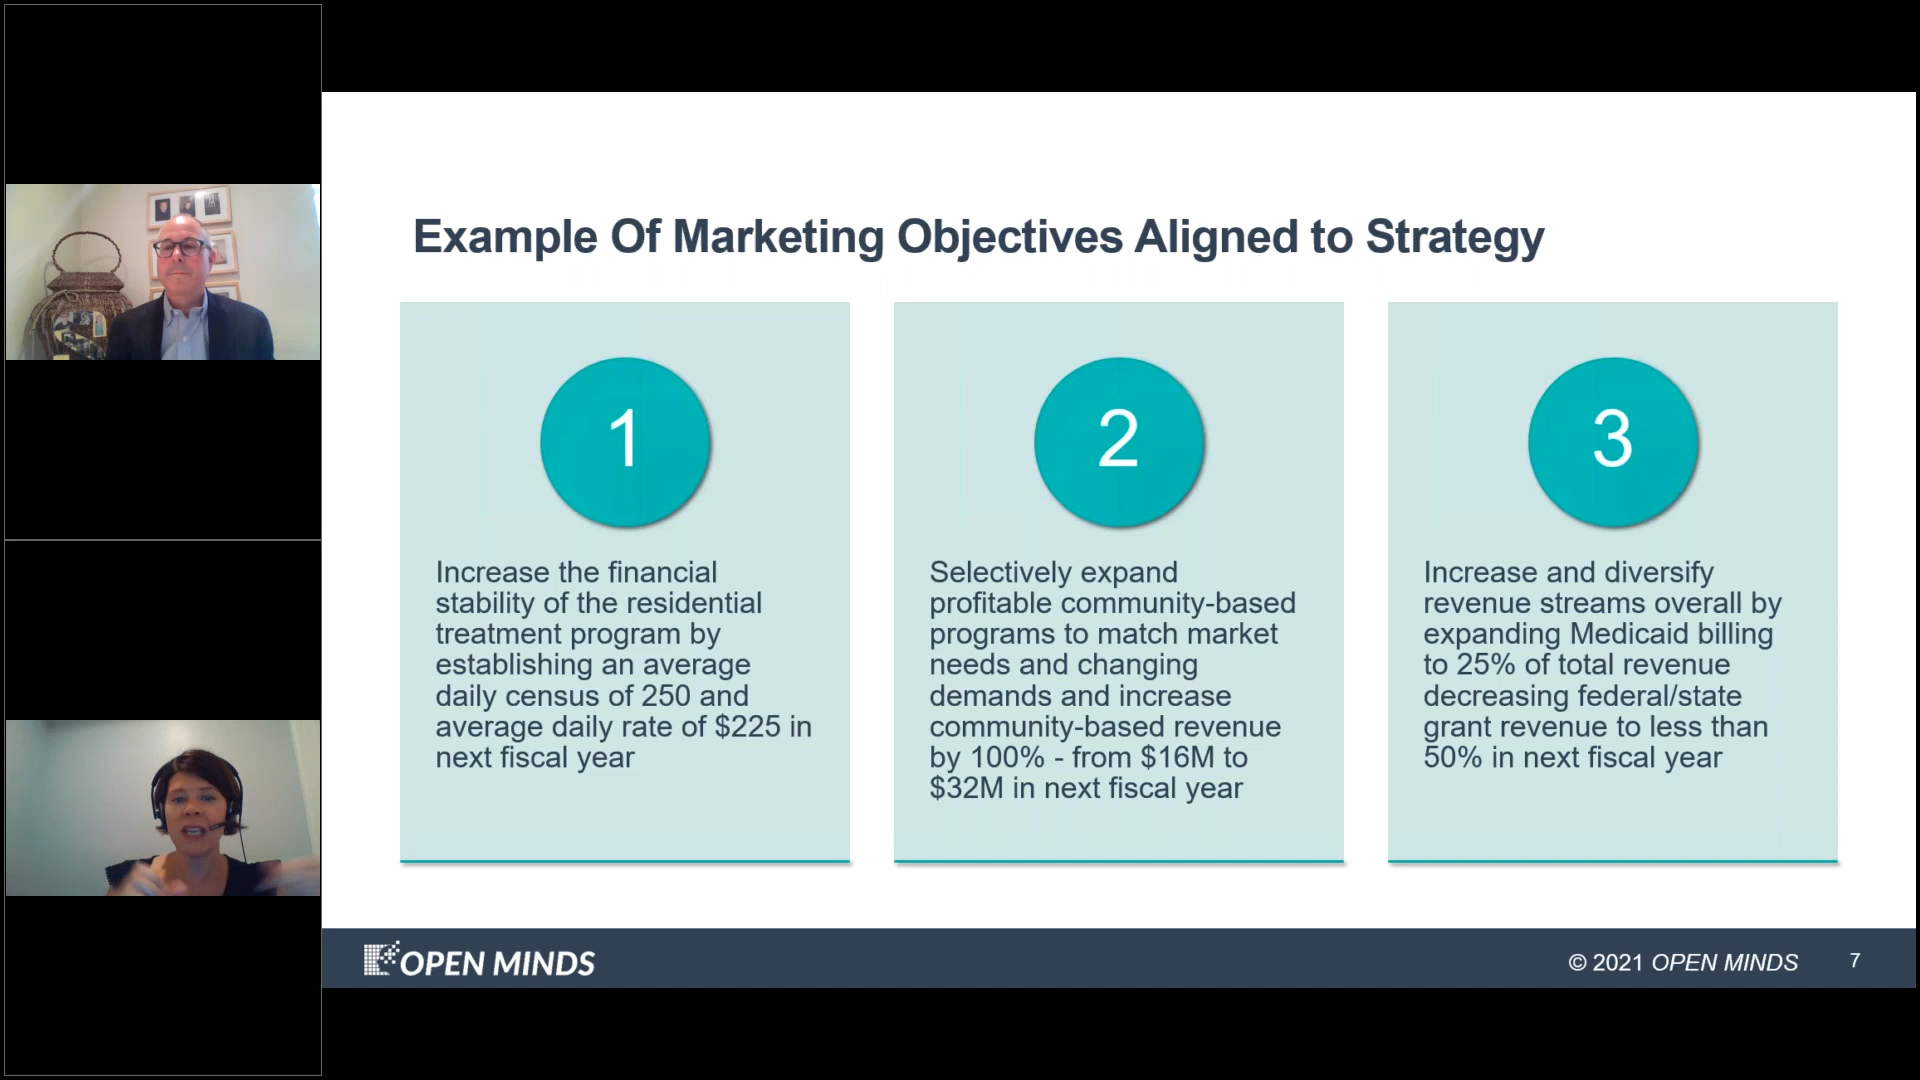 Example Of Marketing Objectives Aligned to Strategy
1
Increase the financial
stability of the residential
treatment program by
establishing an average
daily census of 250 and
average daily rate of $225 in
next fiscal year
2
Selectively expand
profitable community-based
programs to match market
needs and changing
demands and increase
community-based revenue
by 100% - from $16M to
$32M in next fiscal year
3
Increase and diversify
revenue streams overall by
expanding Medicaid billing
to 25% of total revenue
decreasing federal/state
grant revenue to less than
50% in next fiscal year
OPEN MINDS
© 2021 OPEN MINDS
7